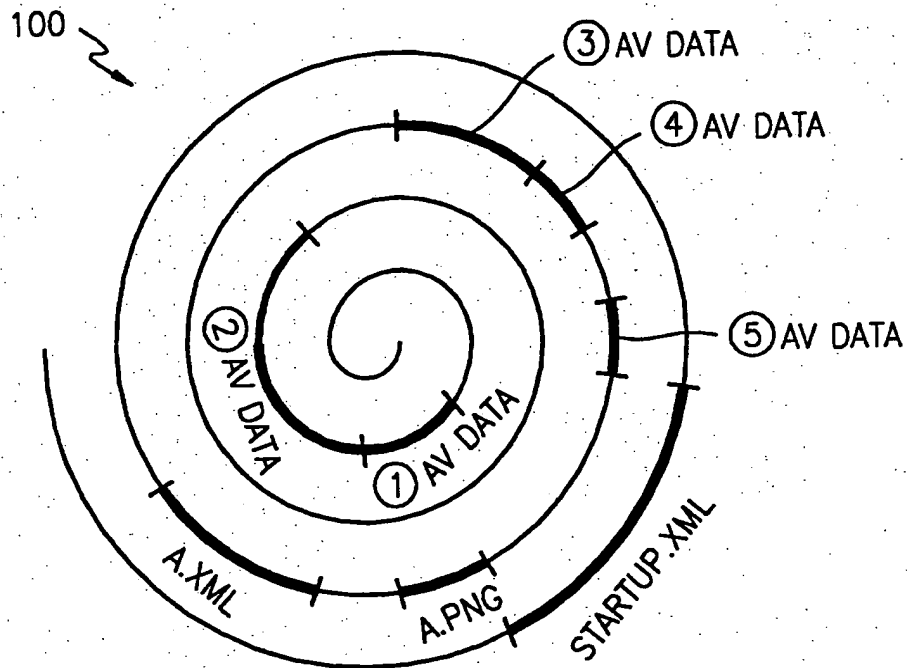 100
③ AV DATA
④ AV DATA
② AV DATA
⑤ AV DATA
① AV DATA
A.XML
A.PNG
STARTUP.XML